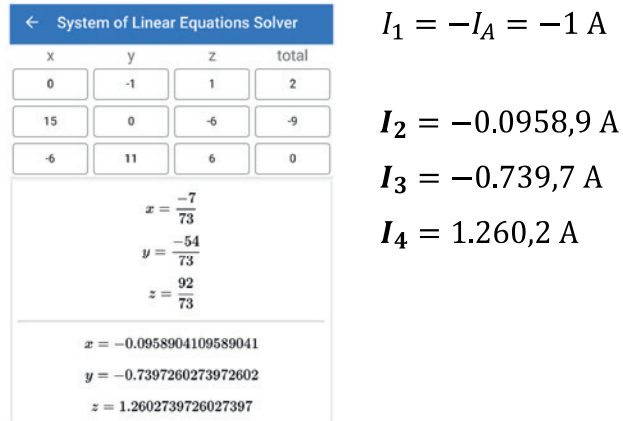 ← System of Linear Equations Solver
x y z total
0 -1 1 2
15 0 -6 -9
-6 11 6 0
x = −7/73
y = −54/73
z = 92/73
x = −0.0958904109589041
y = −0.7397260273972602
z = 1.2602739726027397
I₁ = −I_A = −1 A
I₂ = −0.0958,9 A
I₃ = −0.739,7 A
I₄ = 1.260,2 A